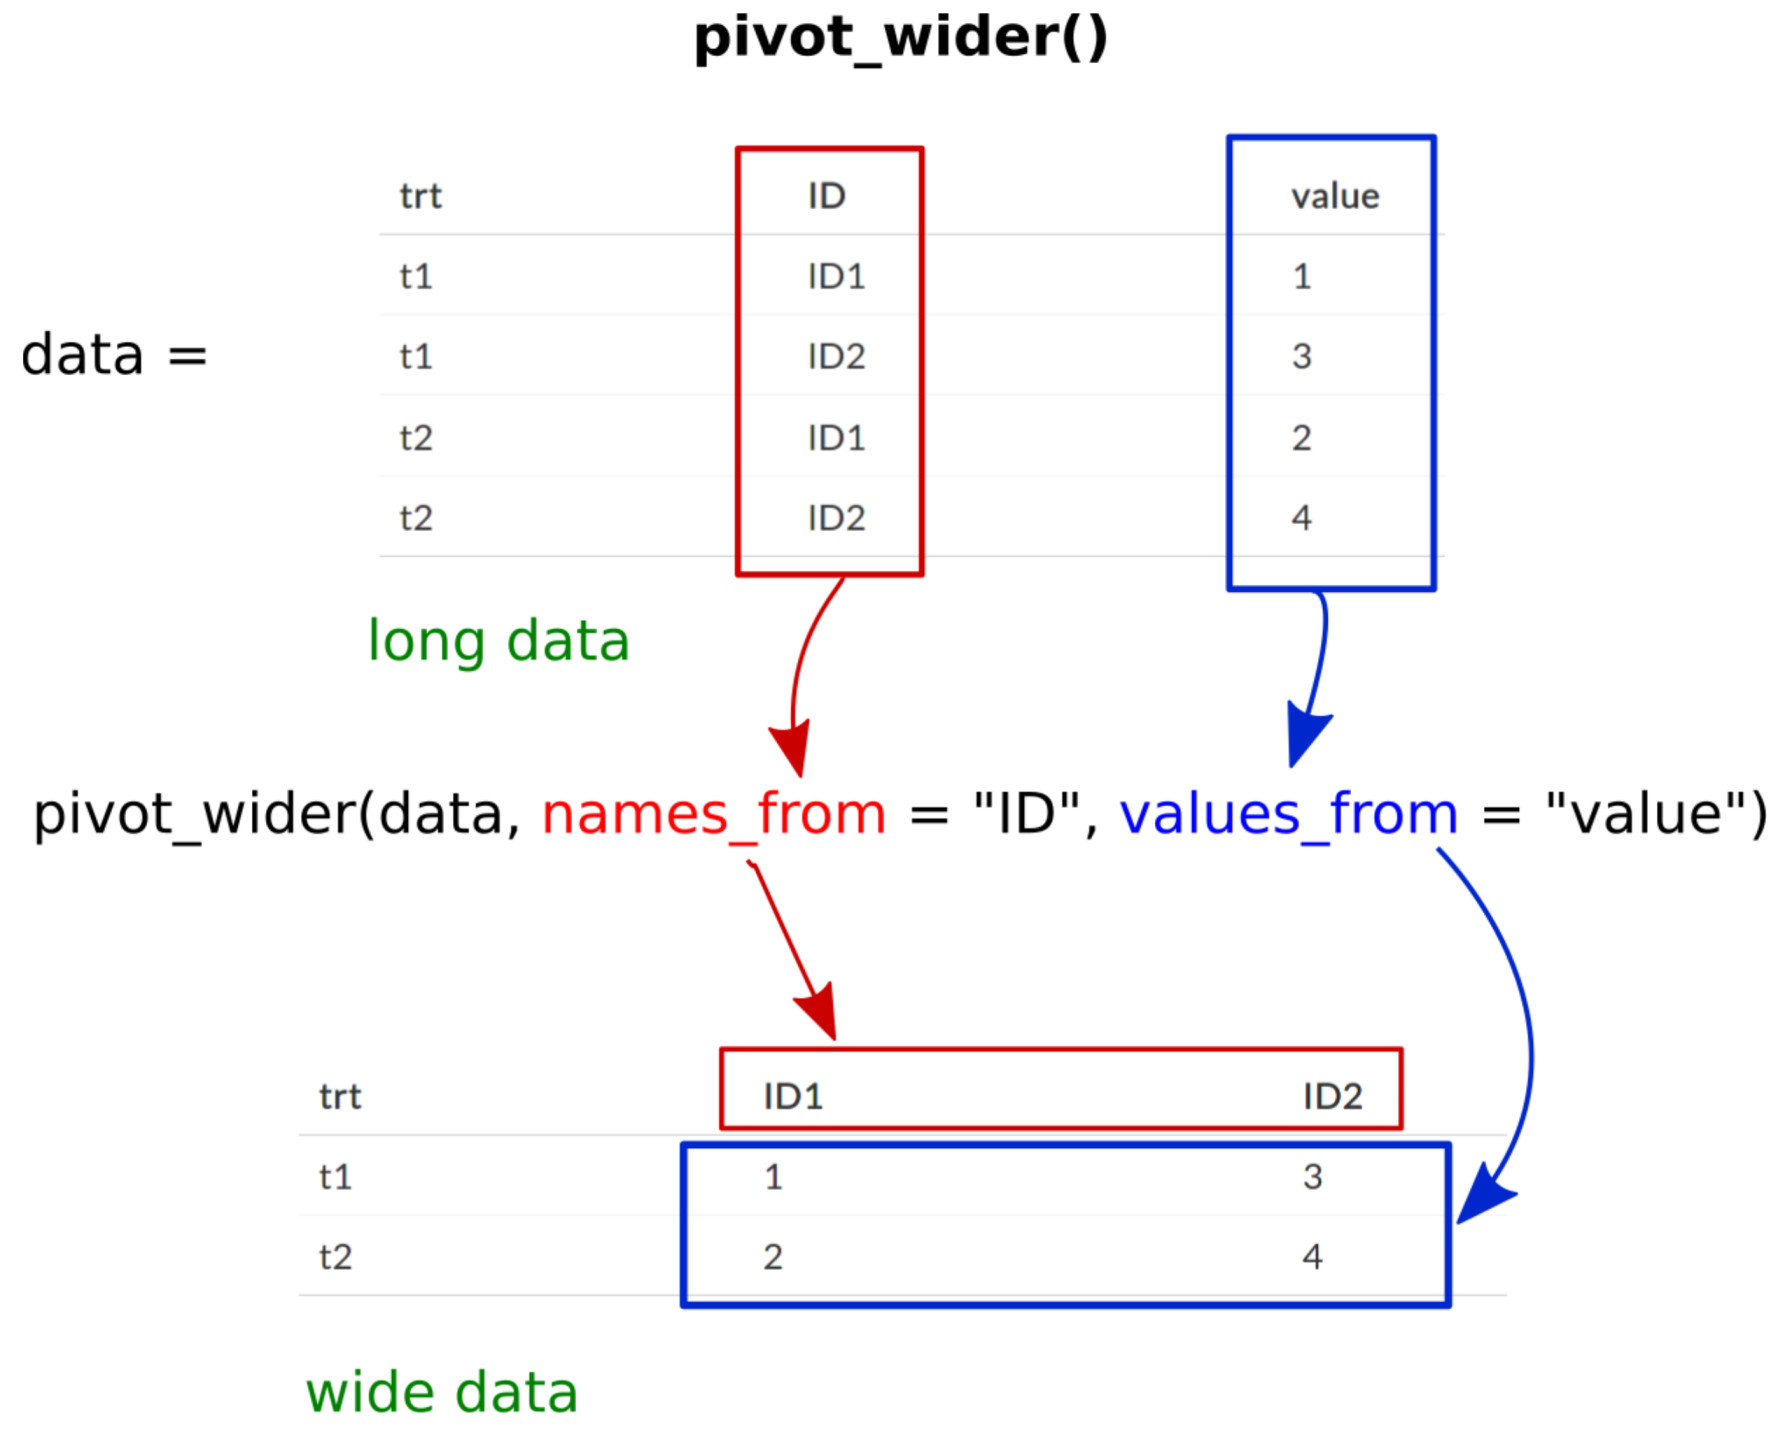 pivot_wider()
trt ID value
t1 ID1 1
data =
t1 ID2 3
t2 ID1 2
t2 ID2 4
long data
pivot_wider(data, names_from = "ID", values_from = "value")
trt ID1 ID2
t1 1 3
t2 2 4
wide data